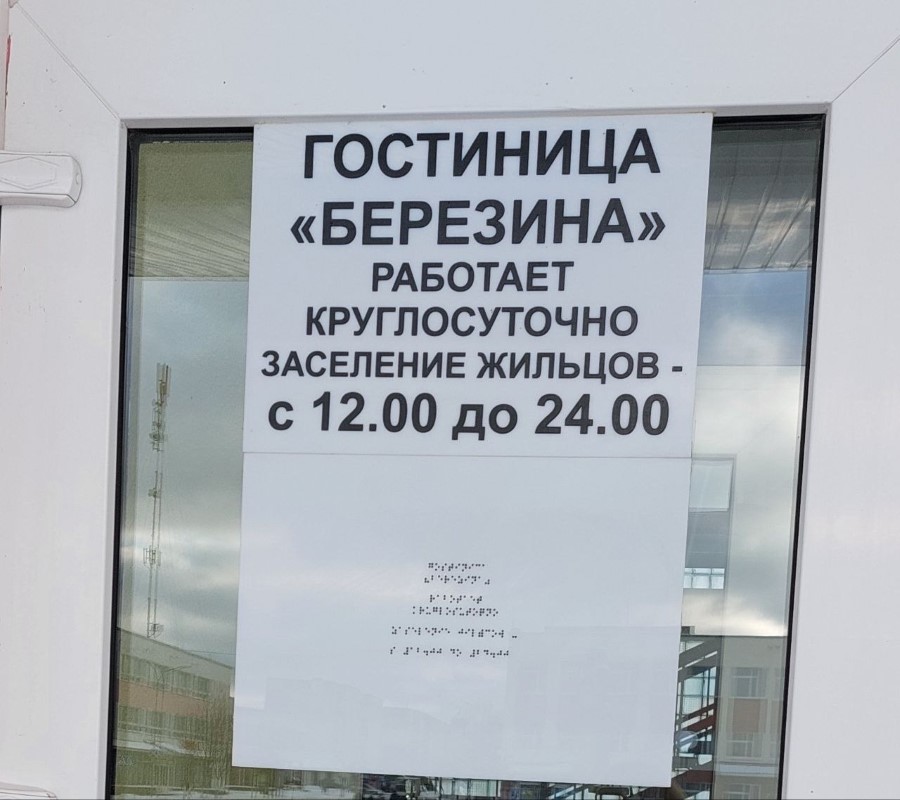 ГОСТИНИЦА
«БЕРЕЗИНА»
РАБОТАЕТ
КРУГЛОСУТОЧНО
ЗАСЕЛЕНИЕ ЖИЛЬЦОВ -
с 12.00 до 24.00